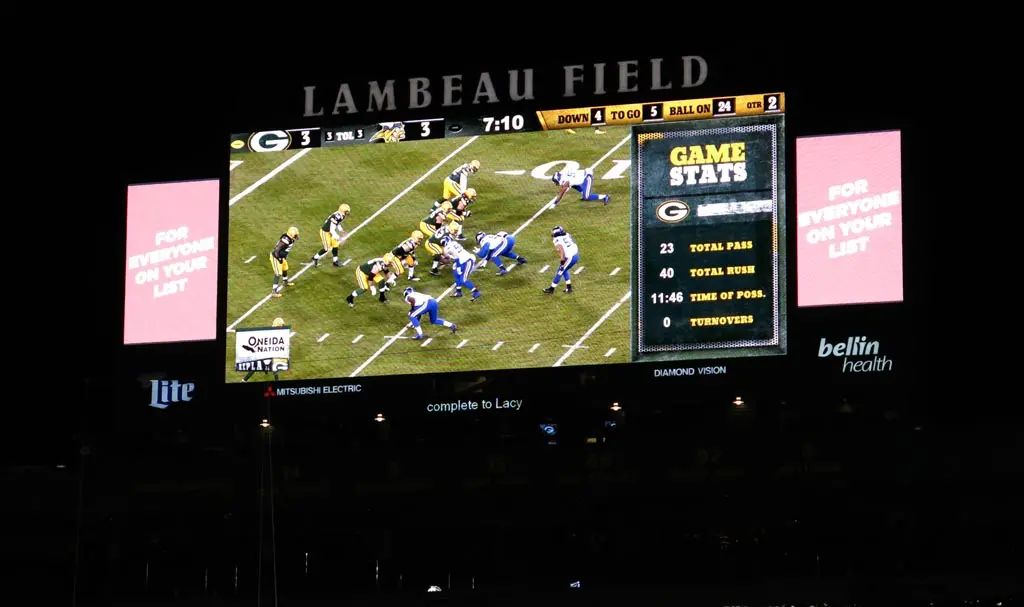 LAMBEAU FIELD
G 3 3 TOL 3 3 7:10 DOWN 4 TO GO 5 BALL ON 24 QTR 2
GAME
STATS
G
23 TOTAL PASS
40 TOTAL RUSH
11:46 TIME OF POSS.
0 TURNOVERS
10
FOR
EVERYONE
ON YOUR
LIST
FOR
EVERYONE
ON YOUR
LIST
ONEIDA
NATION
REPLAY
Lite
MITSUBISHI ELECTRIC
DIAMOND VISION
bellin
health
complete to Lacy